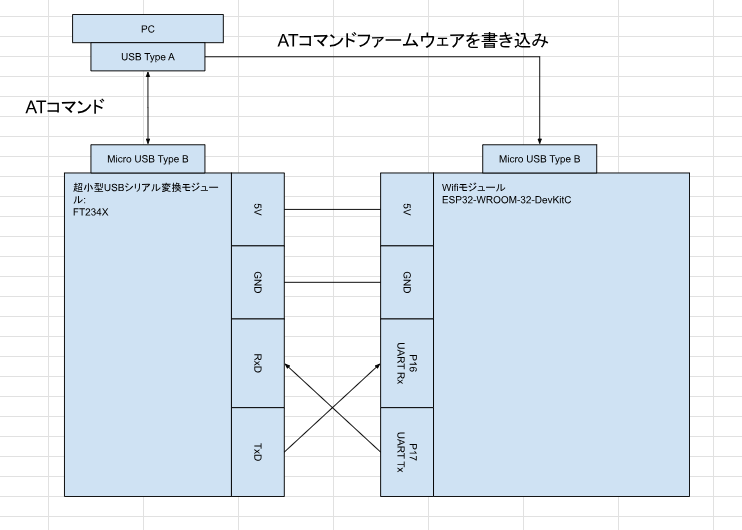 PC
ATコマンドファームウェアを書き込み
USB Type A
ATコマンド
Micro USB Type B
Micro USB Type B
超小型USBシリアル変換モジュー
ル:
FT234X
5V
GND
RxD
TxD
5V
GND
P16
UART Rx
P17
UART Tx
Wifiモジュール
ESP32-WROOM-32-DevKitC